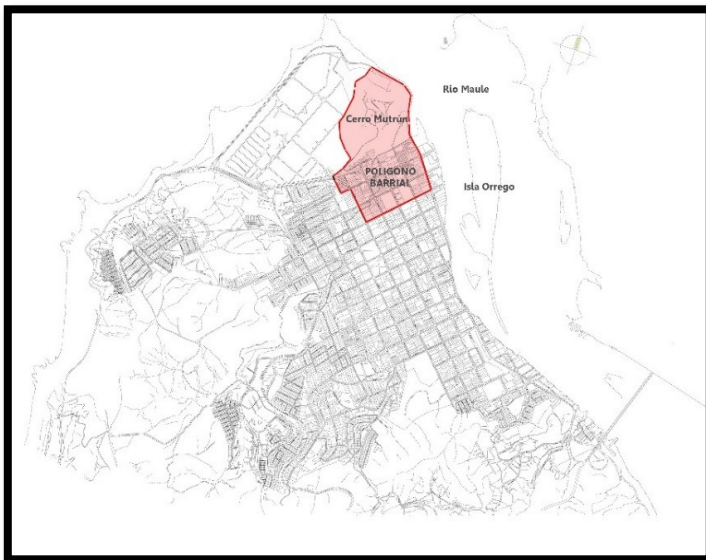 Rio Maule
Cerro Mutrún
POLIGONO
BARRIAL
Isla Orrego